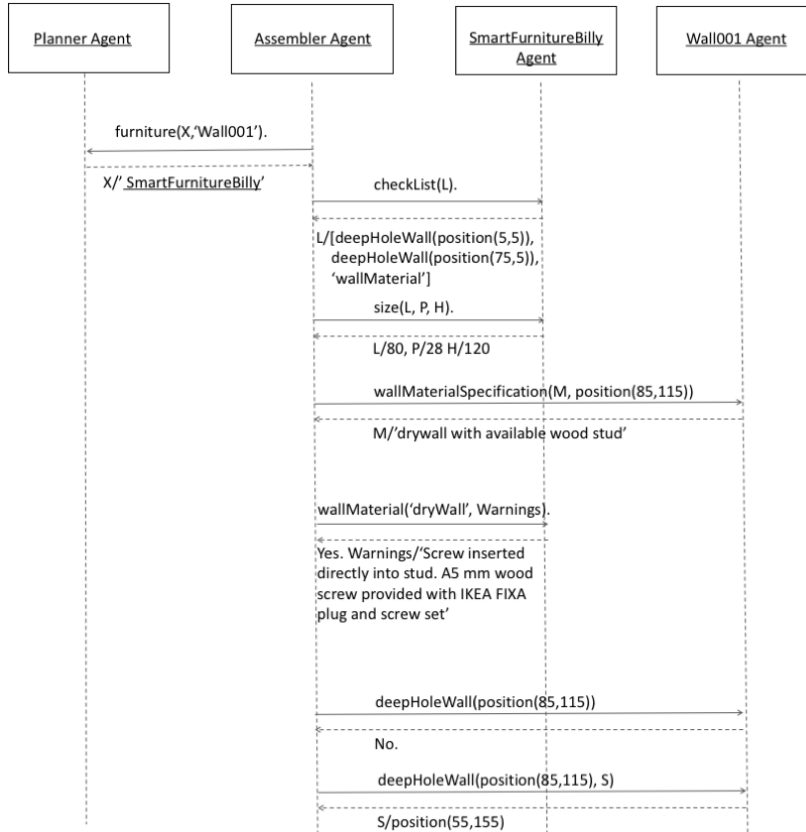 Planner Agent
Assembler Agent
SmartFurnitureBilly
Agent
Wall001 Agent
furniture(X,‘Wall001’).
X/‘ SmartFurnitureBilly’
checkList(L).
L/[deepHoleWall(position(5,5)),
deepHoleWall(position(75,5)),
‘wallMaterial’]
size(L, P, H).
L/80, P/28 H/120
wallMaterialSpecification(M, position(85,115))
M/‘drywall with available wood stud’
wallMaterial(‘dryWall’, Warnings).
Yes. Warnings/‘Screw inserted
directly into stud. A5 mm wood
screw provided with IKEA FIXA
plug and screw set’
deepHoleWall(position(85,115))
No.
deepHoleWall(position(85,115), S)
S/position(55,155)